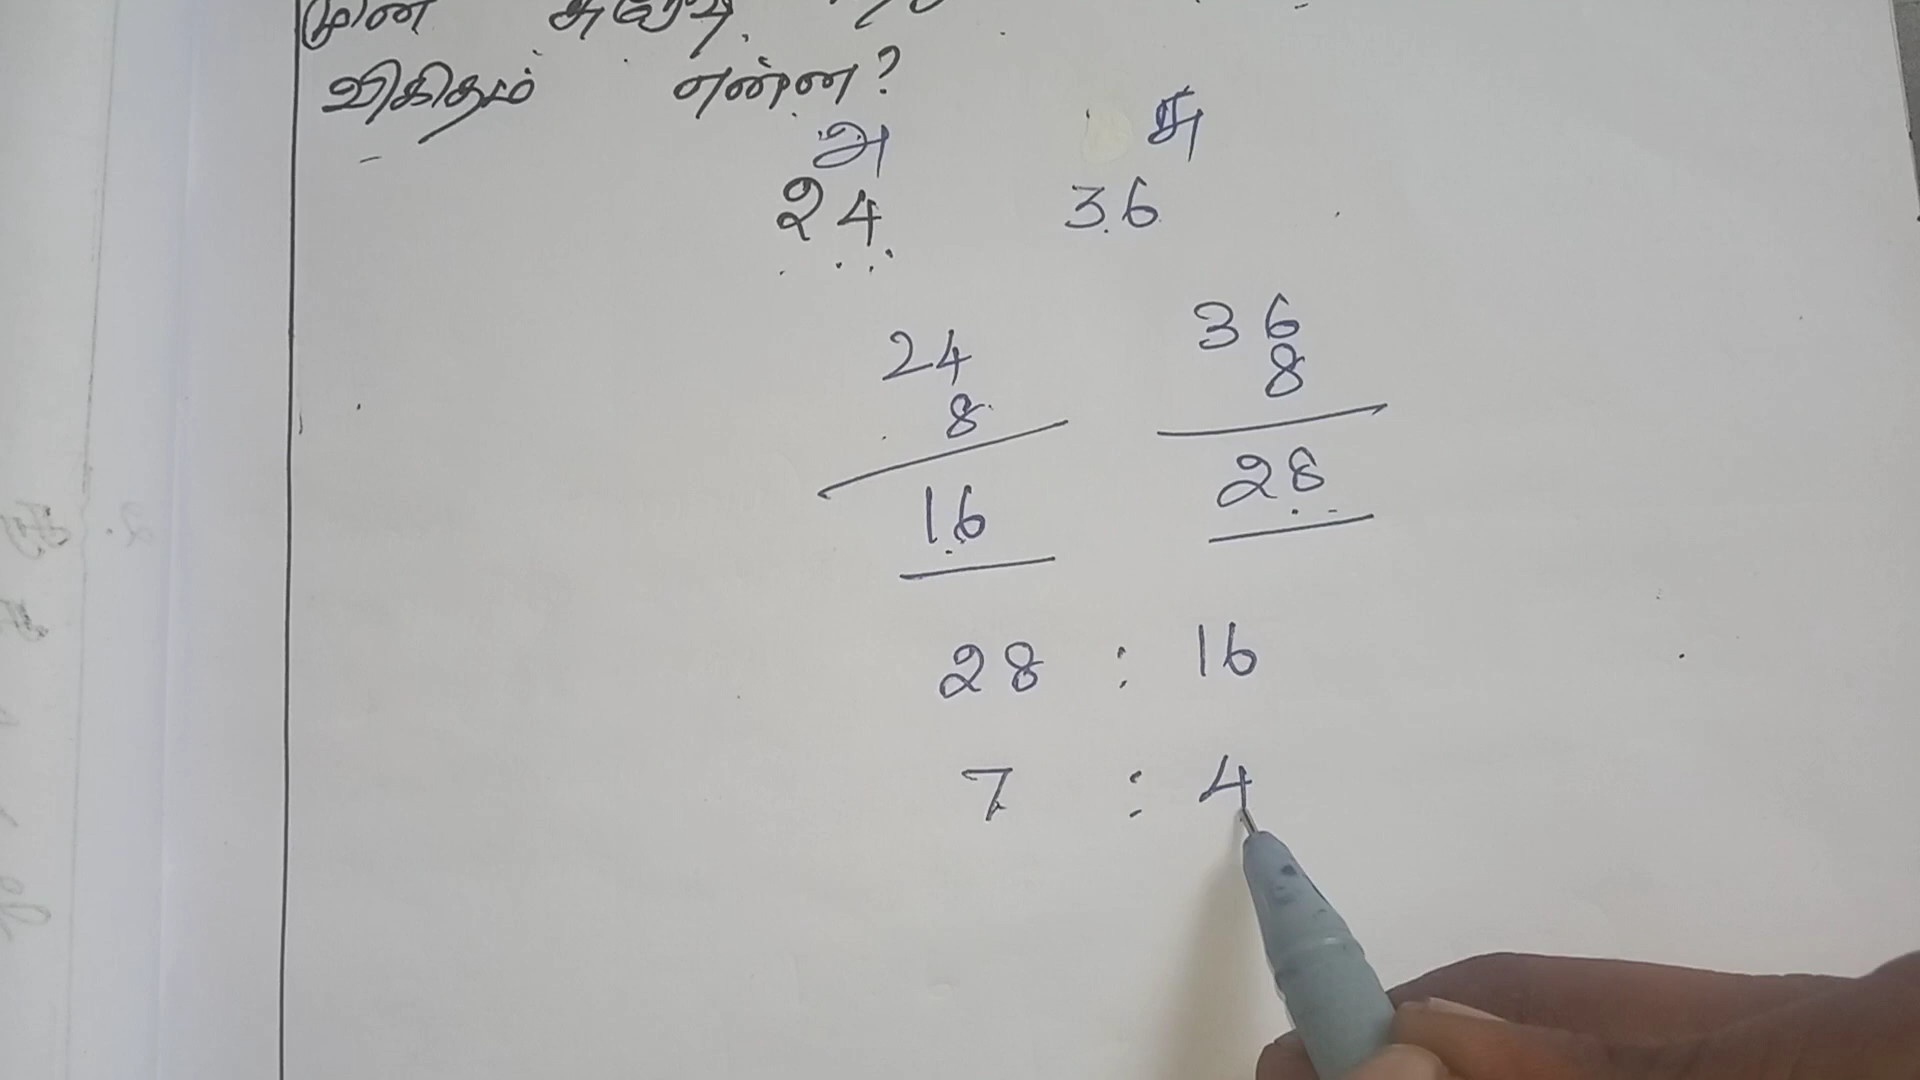 முன்
விகிதம் என்ன?
அ சு
24 36
24 36
8 8
16 28
28 : 16
7 : 4